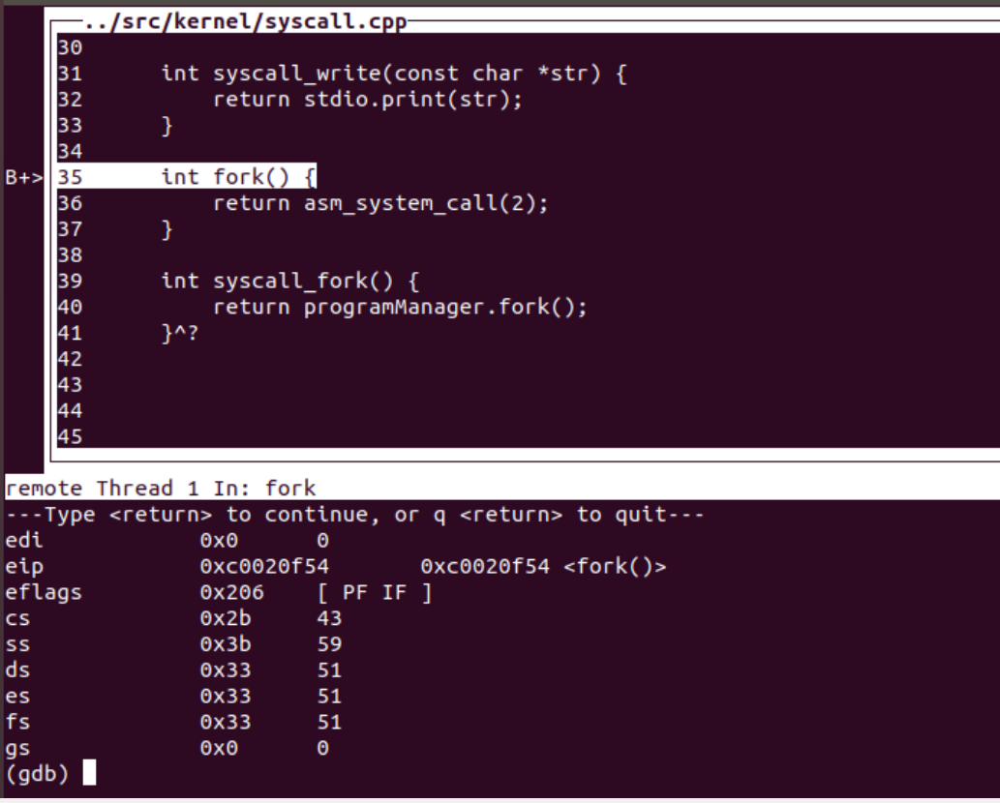 ../src/kernel/syscall.cpp
30
31 int syscall_write(const char *str) {
32 return stdio.print(str);
33 }
34
B+> 35 int fork() {
36 return asm_system_call(2);
37 }
38
39 int syscall_fork() {
40 return programManager.fork();
41 }^?
42
43
44
45
remote Thread 1 In: fork
---Type <return> to continue, or q <return> to quit---
edi 0x0 0
eip 0xc0020f54 0xc0020f54 <fork()>
eflags 0x206 [ PF IF ]
cs 0x2b 43
ss 0x3b 59
ds 0x33 51
es 0x33 51
fs 0x33 51
gs 0x0 0
(gdb)